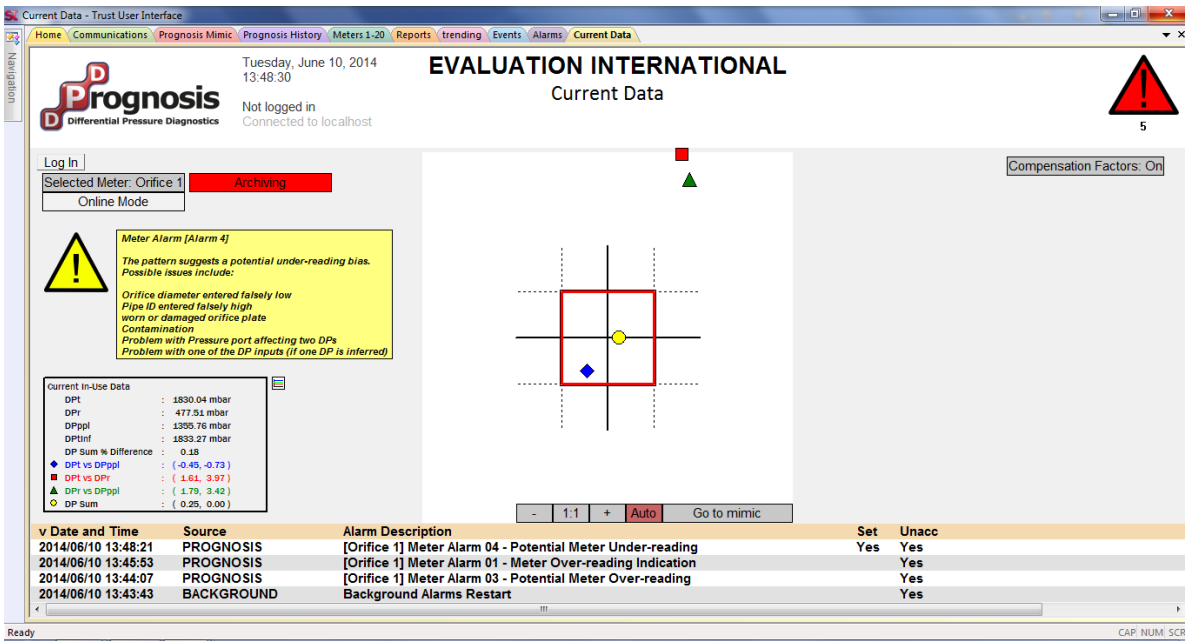 Current Data - Trust User Interface
Home Communications Prognosis Mimic Prognosis History Meters 1-20 Reports trending Events Alarms Current Data
Navigation
D
Prognosis
D Differential Pressure Diagnostics
Tuesday, June 10, 2014
13:48:30
Not logged in
Connected to localhost
EVALUATION INTERNATIONAL
Current Data
!
5
Log In
Selected Meter: Orifice 1 Archiving
Online Mode
Compensation Factors: On
!
Meter Alarm [Alarm 4]
The pattern suggests a potential under-reading bias.
Possible issues include:
Orifice diameter entered falsely low
Pipe ID entered falsely high
worn or damaged orifice plate
Contamination
Problem with Pressure port affecting two DPs
Problem with one of the DP inputs (if one DP is inferred)
Current In-Use Data
DPt : 1830.04 mbar
DPr : 477.51 mbar
DPppl : 1355.76 mbar
DPtInf : 1833.27 mbar
DP Sum % Difference : 0.18
DPt vs DPppl : (-0.45, -0.73 )
DPt vs DPr : ( 1.61, 3.97 )
DPr vs DPppl : ( 1.79, 3.42 )
DP Sum : ( 0.25, 0.00 )
- 1:1 + Auto Go to mimic
v Date and Time Source Alarm Description Set Unacc
2014/06/10 13:48:21 PROGNOSIS [Orifice 1] Meter Alarm 04 - Potential Meter Under-reading Yes Yes
2014/06/10 13:45:53 PROGNOSIS [Orifice 1] Meter Alarm 01 - Meter Over-reading Indication Yes
2014/06/10 13:44:07 PROGNOSIS [Orifice 1] Meter Alarm 03 - Potential Meter Over-reading Yes
2014/06/10 13:43:43 BACKGROUND Background Alarms Restart Yes
Ready CAP NUM SCR